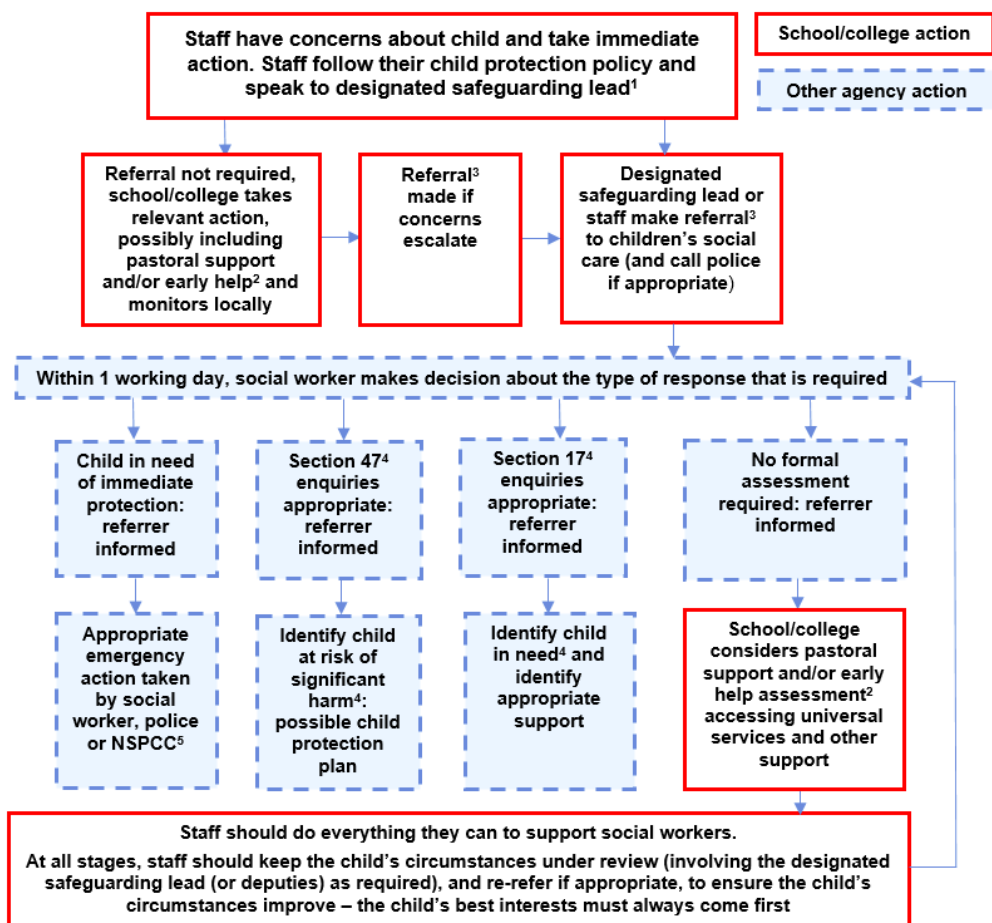 Staff have concerns about child and take immediate
action. Staff follow their child protection policy and
speak to designated safeguarding lead¹
School/college action
Other agency action
Referral not required,
school/college takes
relevant action,
possibly including
pastoral support
and/or early help² and
monitors locally
Referral³
made if
concerns
escalate
Designated
safeguarding lead or
staff make referral³
to children’s social
care (and call police
if appropriate)
Within 1 working day, social worker makes decision about the type of response that is required
Child in need
of immediate
protection:
referrer
informed
Section 47⁴
enquiries
appropriate:
referrer
informed
Section 17⁴
enquiries
appropriate:
referrer
informed
No formal
assessment
required: referrer
informed
Appropriate
emergency
action taken
by social
worker, police
or NSPCC⁵
Identify child
at risk of
significant
harm⁴:
possible child
protection
plan
Identify child
in need⁴ and
identify
appropriate
support
School/college
considers pastoral
support and/or early
help assessment²
accessing universal
services and other
support
Staff should do everything they can to support social workers.
At all stages, staff should keep the child’s circumstances under review (involving the designated
safeguarding lead (or deputies) as required), and re-refer if appropriate, to ensure the child’s
circumstances improve – the child’s best interests must always come first